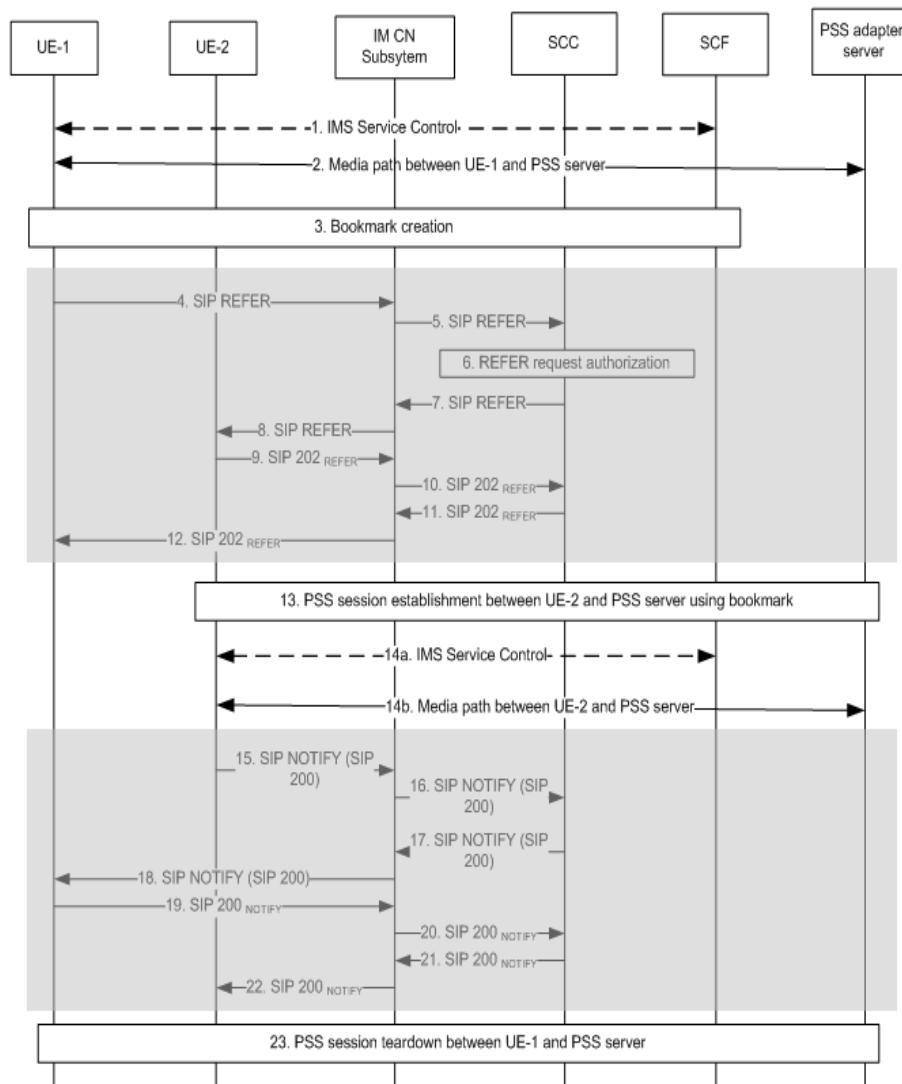 UE-1
UE-2
IM CN
Subsytem
SCC
SCF
PSS adapter
server
1. IMS Service Control
2. Media path between UE-1 and PSS server
3. Bookmark creation
4. SIP REFER
5. SIP REFER
6. REFER request authorization
7. SIP REFER
8. SIP REFER
9. SIP 202 REFER
10. SIP 202 REFER
11. SIP 202 REFER
12. SIP 202 REFER
13. PSS session establishment between UE-2 and PSS server using bookmark
14a. IMS Service Control
14b. Media path between UE-2 and PSS server
15. SIP NOTIFY (SIP
200)
16. SIP NOTIFY (SIP
200)
17. SIP NOTIFY (SIP
200)
18. SIP NOTIFY (SIP 200)
19. SIP 200 NOTIFY
20. SIP 200 NOTIFY
21. SIP 200 NOTIFY
22. SIP 200 NOTIFY
23. PSS session teardown between UE-1 and PSS server